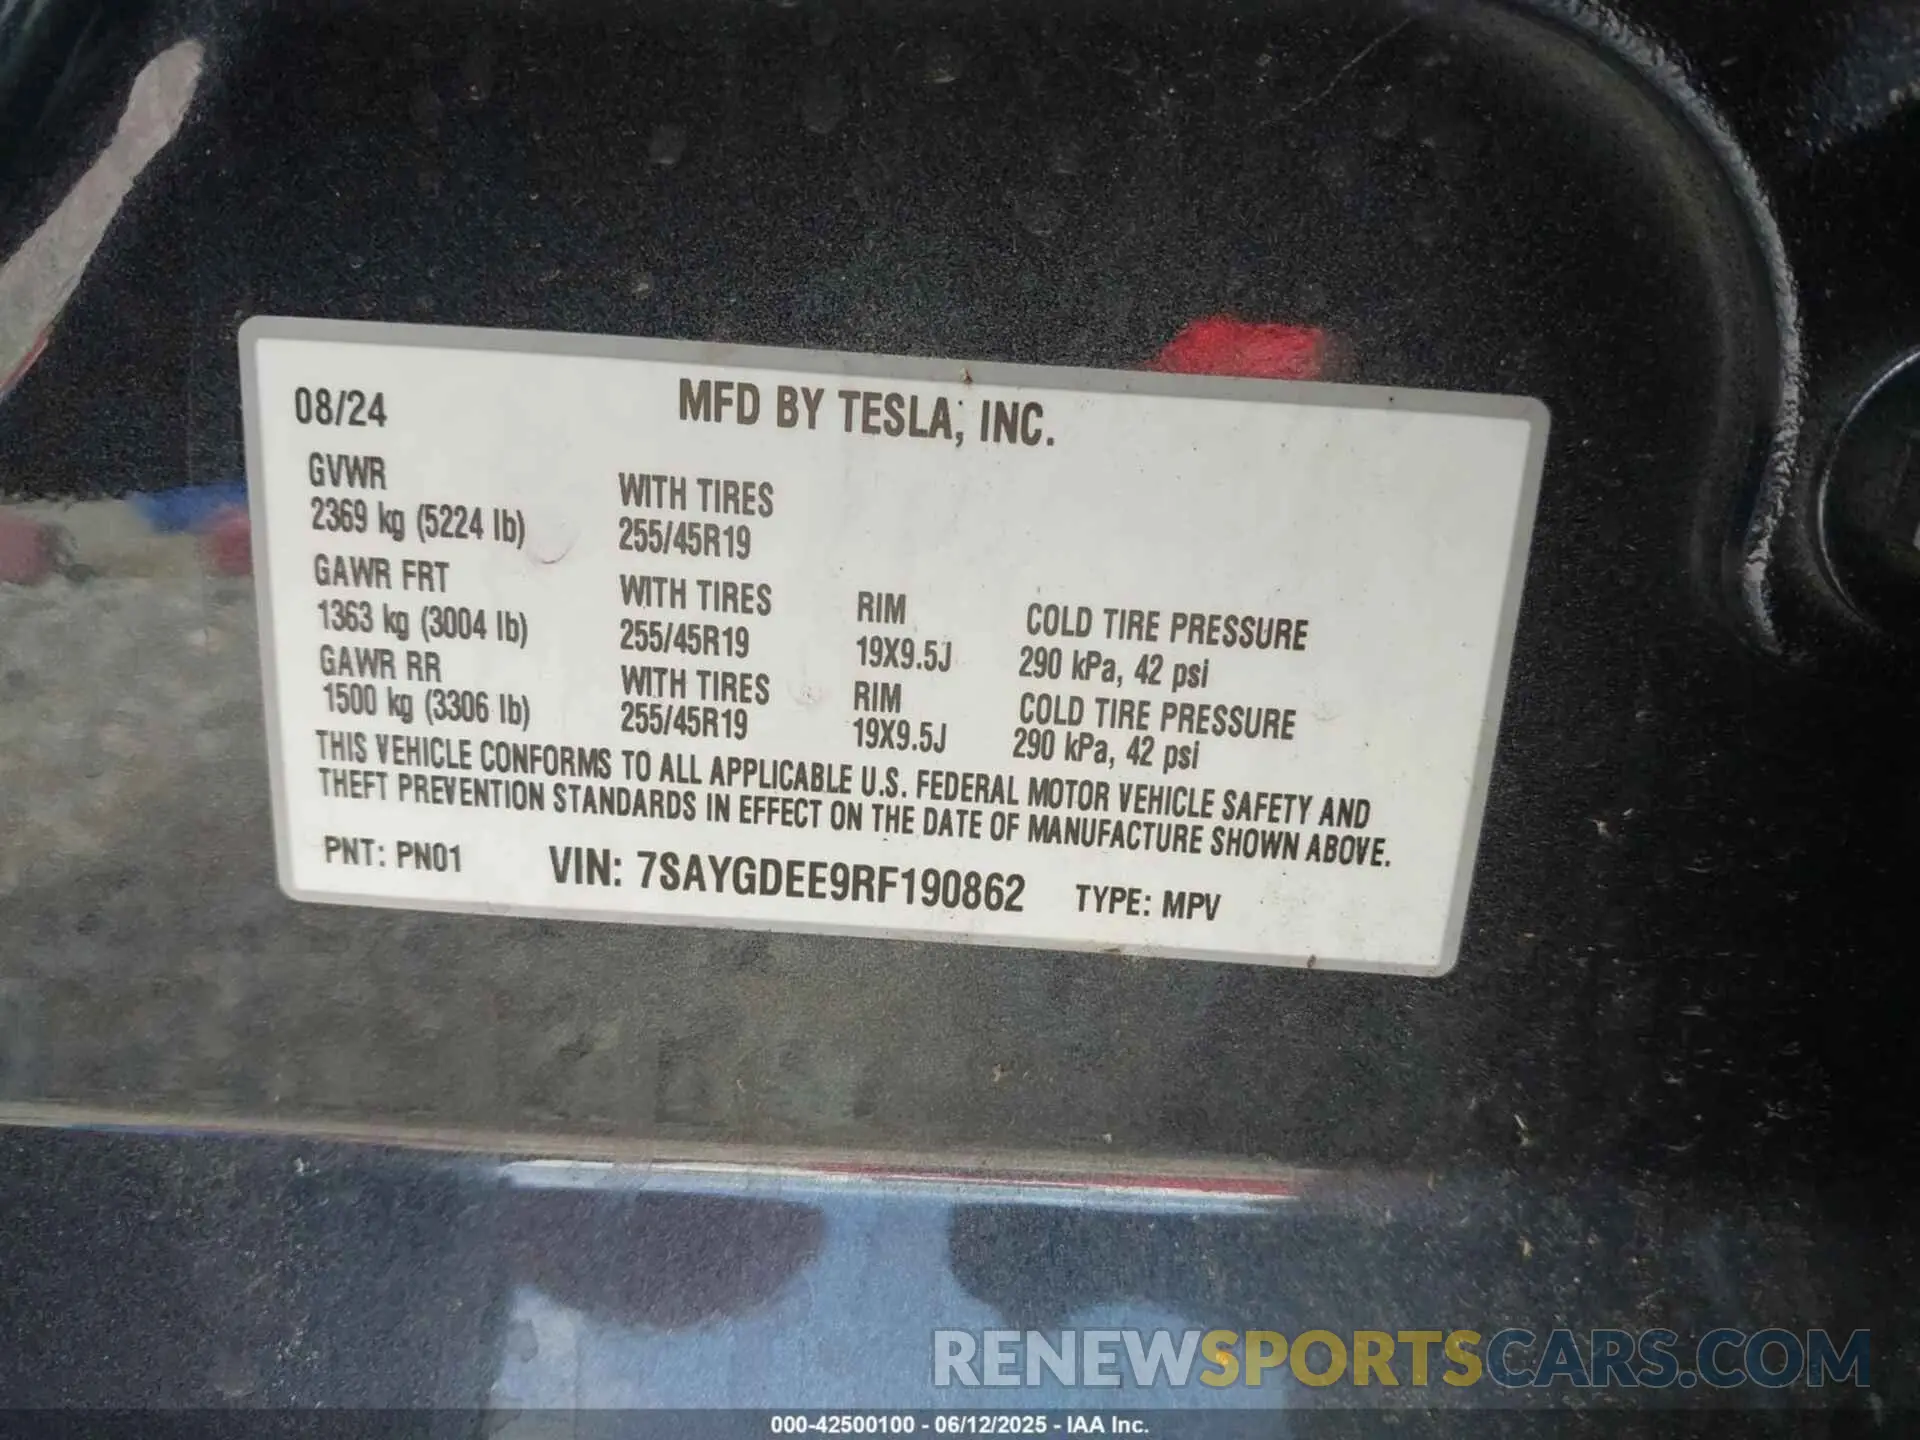 08/24 MFD BY TESLA, INC.
GVWR WITH TIRES
2369 kg (5224 lb) 255/45R19
GAWR FRT WITH TIRES RIM COLD TIRE PRESSURE
1363 kg (3004 lb) 255/45R19 19X9.5J 290 kPa, 42 psi
GAWR RR WITH TIRES RIM COLD TIRE PRESSURE
1500 kg (3306 lb) 255/45R19 19X9.5J 290 kPa, 42 psi
THIS VEHICLE CONFORMS TO ALL APPLICABLE U.S. FEDERAL MOTOR VEHICLE SAFETY AND
THEFT PREVENTION STANDARDS IN EFFECT ON THE DATE OF MANUFACTURE SHOWN ABOVE.
PNT: PN01 VIN: 7SAYGDEE9RF190862 TYPE: MPV
RENEWSPORTSCARS.COM
000-42500100 - 06/12/2025 - IAA Inc.